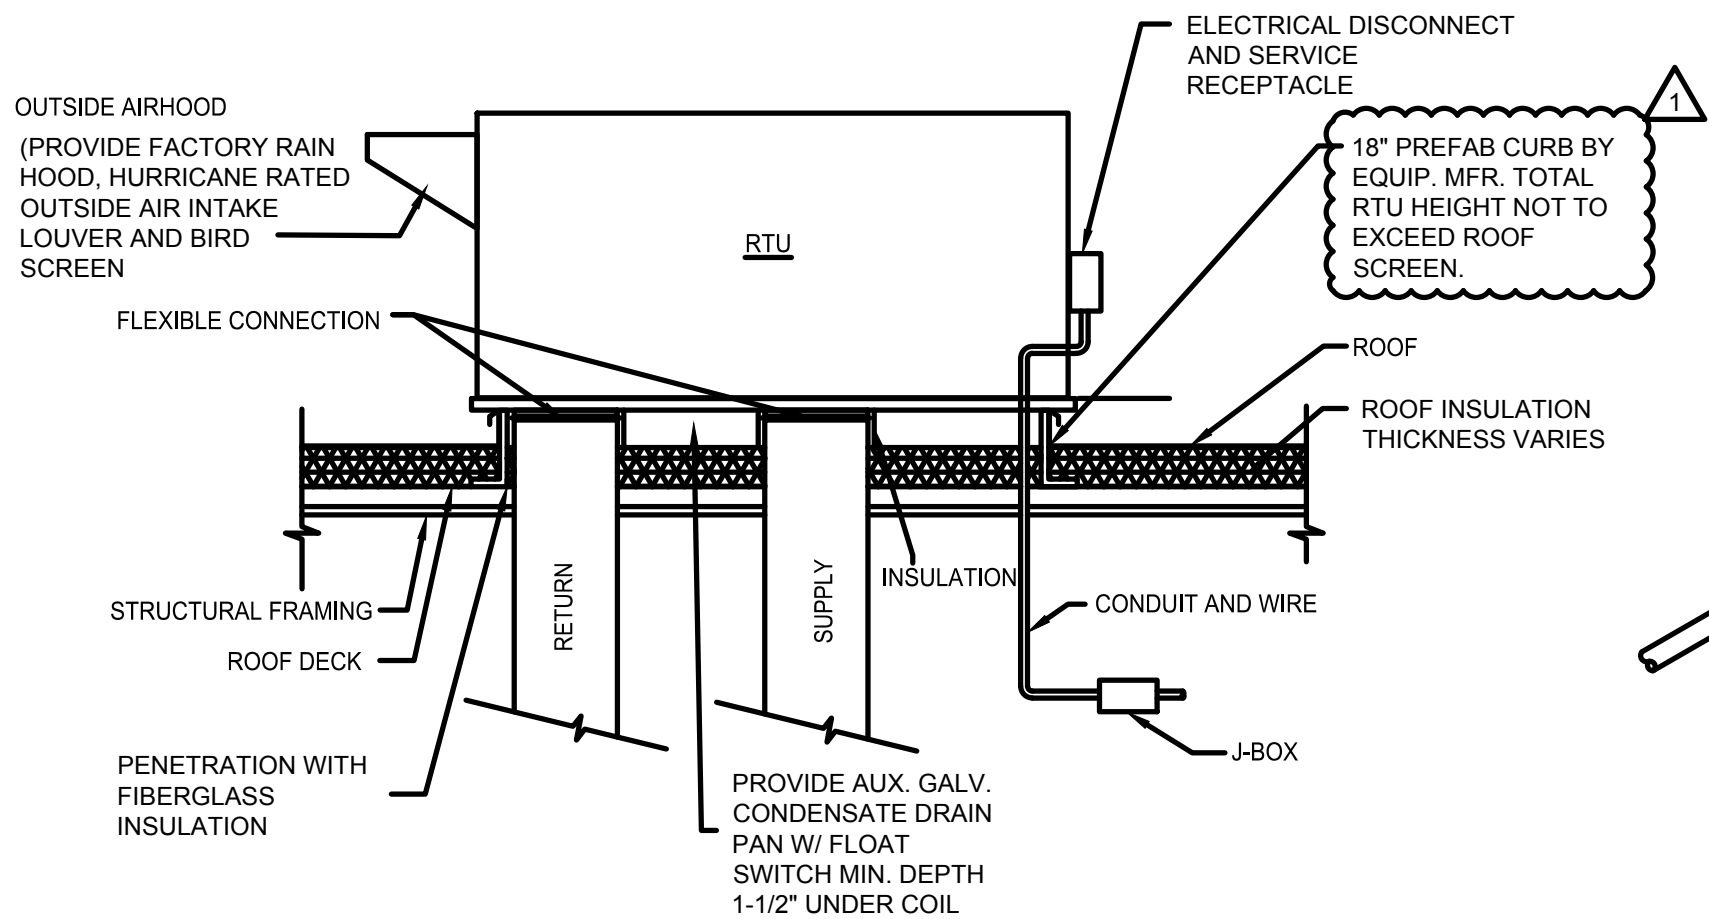 ELECTRICAL DISCONNECT
AND SERVICE
RECEPTACLE
1
OUTSIDE AIRHOOD
(PROVIDE FACTORY RAIN
HOOD, HURRICANE RATED
OUTSIDE AIR INTAKE
LOUVER AND BIRD
SCREEN
18" PREFAB CURB BY
EQUIP. MFR. TOTAL
RTU HEIGHT NOT TO
EXCEED ROOF
SCREEN.
RTU
FLEXIBLE CONNECTION
ROOF
ROOF INSULATION
THICKNESS VARIES
RETURN
SUPPLY
INSULATION
STRUCTURAL FRAMING
CONDUIT AND WIRE
ROOF DECK
J-BOX
PENETRATION WITH
FIBERGLASS
INSULATION
PROVIDE AUX. GALV.
CONDENSATE DRAIN
PAN W/ FLOAT
SWITCH MIN. DEPTH
1-1/2" UNDER COIL